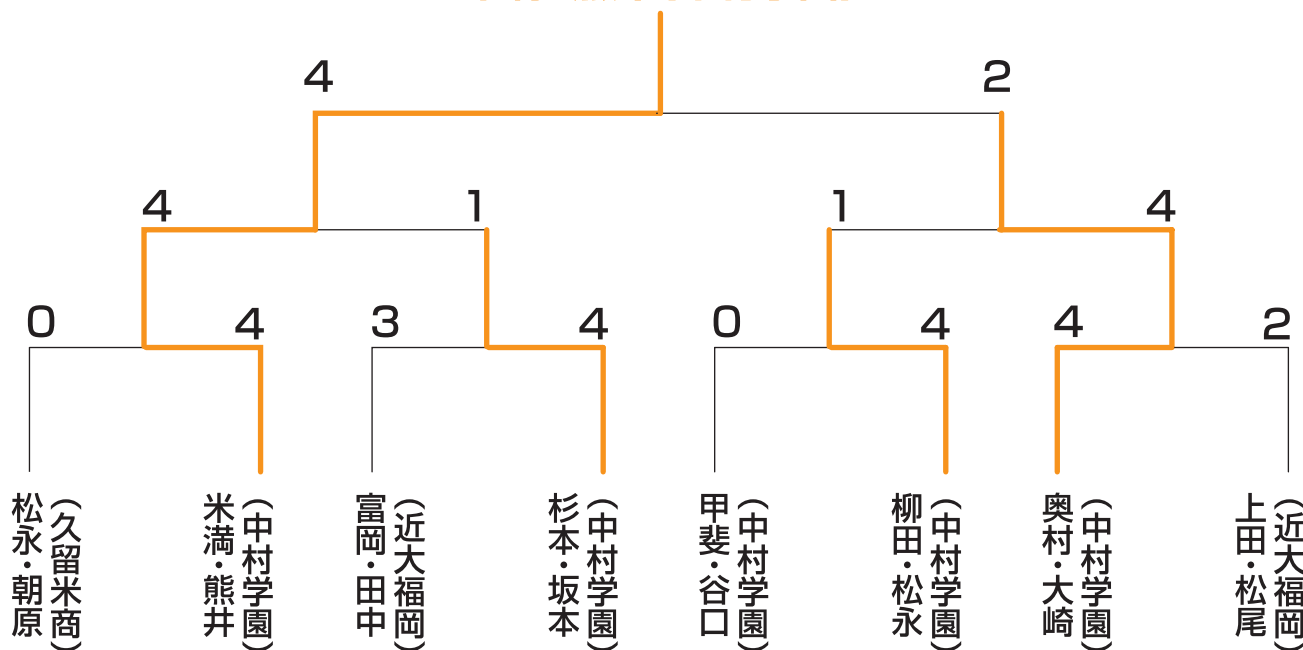 4 2
4 1 1 4
0 4 3 4 0 4 4 2
松永・朝原
(久留米商)
米満・熊井
(中村学園)
富岡・田中
(近大福岡)
杉本・坂本
(中村学園)
甲斐・谷口
(中村学園)
柳田・松永
(中村学園)
奥村・大崎
(中村学園)
上田・松尾
(近大福岡)